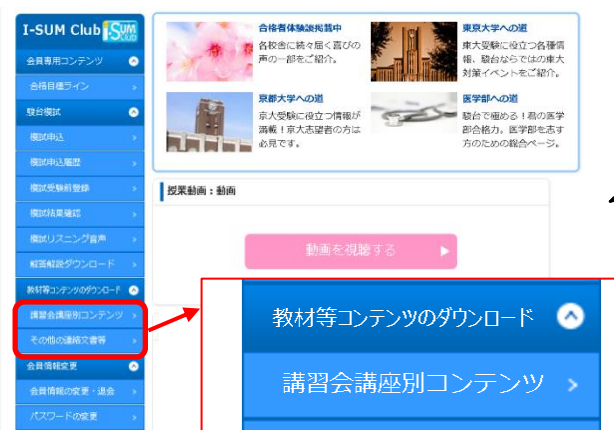 I-SUM Club I-SUM Club
会員専用コンテンツ
合格目標ライン
駿台模試
模試申込
模試申込履歴
模試受験前登録
模試結果確認
模試リスニング音声
解答解説ダウンロード
教材等コンテンツのダウンロード
講習会講座別コンテンツ
その他の連絡文書等
会員情報変更
会員情報の変更・退会
パスワードの変更
合格者体験談掲載中
各校舎に続々届く喜びの
声の一部をご紹介。
東京大学への道
東大受験に役立つ各種情
報、駿台ならではの東大
対策イベントをご紹介。
京都大学への道
京大受験に役立つ情報が
満載！京大志望者の方は
必見です。
医学部への道
駿台で極める！君の医学
部合格力。医学部を志す
方のための総合ページ。
授業動画：動画
動画を視聴する
教材等コンテンツのダウンロード
講習会講座別コンテンツ